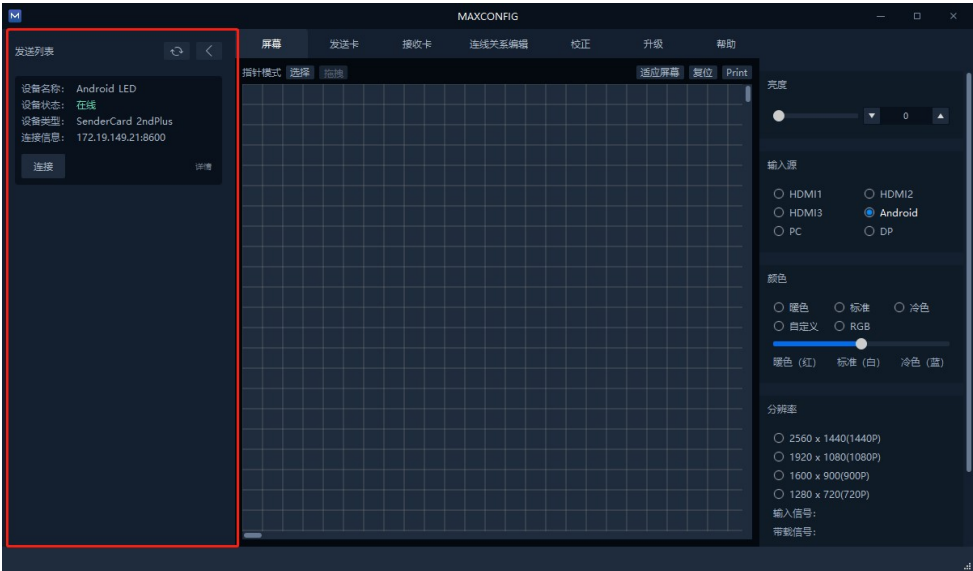 M
MAXCONFIG
发送列表
设备名称： Android LED
设备状态： 在线
设备类型： SenderCard 2ndPlus
连接信息： 172.19.149.21:8600
连接 详情
屏幕 发送卡 接收卡 连线关系编辑 校正 升级 帮助
指针模式 选择 拖拽 适应屏幕 复位 Print
亮度
0
输入源
HDMI1 HDMI2
HDMI3 Android
PC DP
颜色
暖色 标准 冷色
自定义 RGB
暖色（红） 标准（白） 冷色（蓝）
分辨率
2560 x 1440(1440P)
1920 x 1080(1080P)
1600 x 900(900P)
1280 x 720(720P)
输入信号：
带载信号：